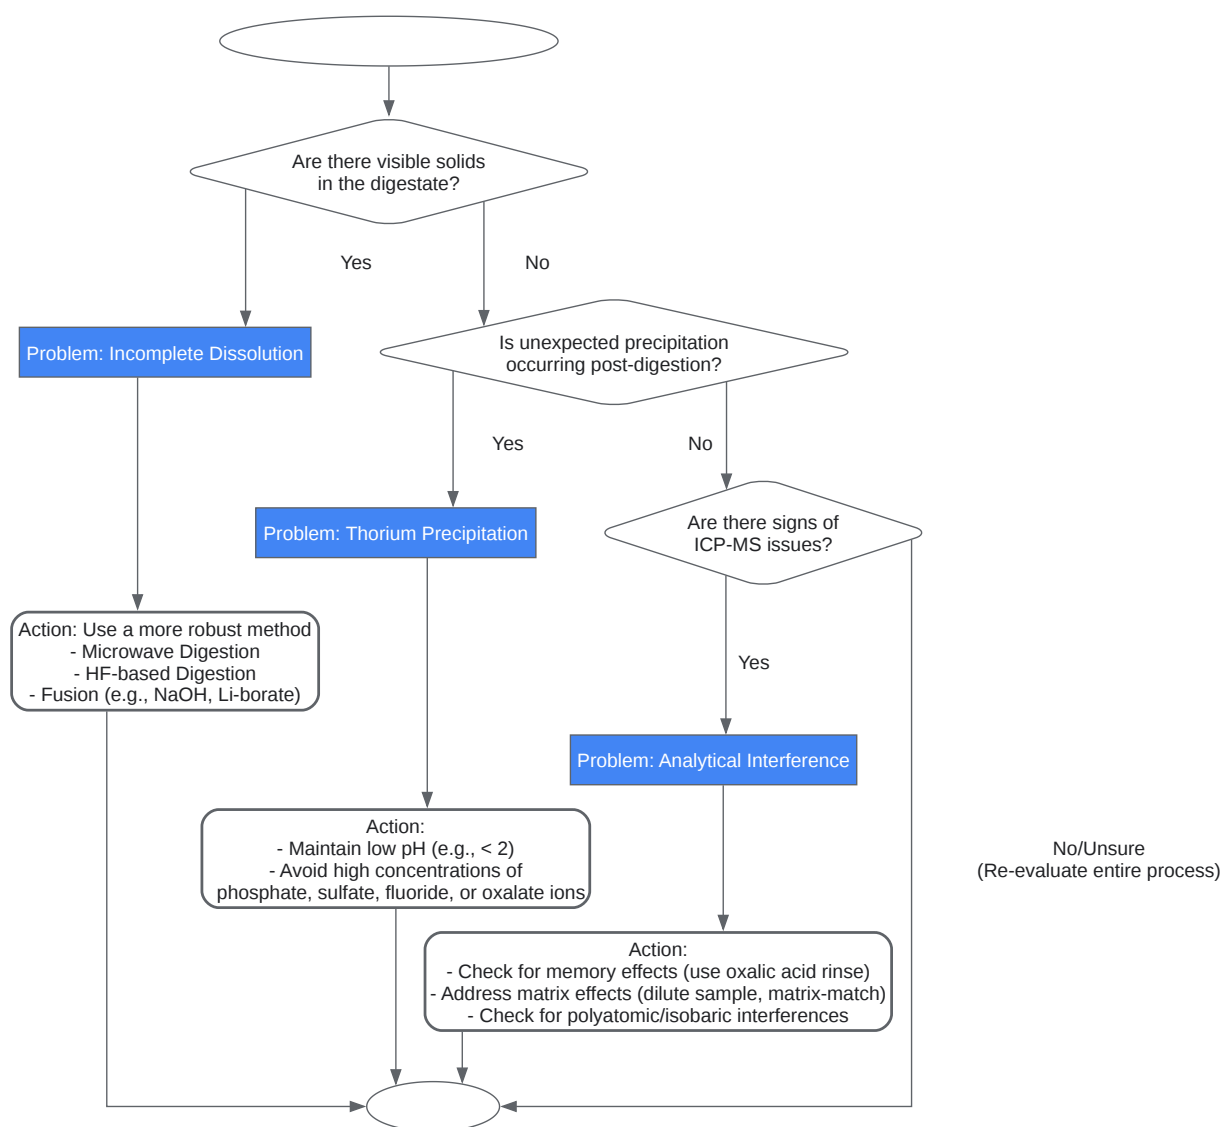 Are there visible solids
in the digestate?
Yes
No
Problem: Incomplete Dissolution
Is unexpected precipitation
occurring post-digestion?
Yes
No
Problem: Thorium Precipitation
Are there signs of
ICP-MS issues?
Action: Use a more robust method
- Microwave Digestion
- HF-based Digestion
- Fusion (e.g., NaOH, Li-borate)
Yes
Problem: Analytical Interference
Action:
- Maintain low pH (e.g., < 2)
- Avoid high concentrations of
phosphate, sulfate, fluoride, or oxalate ions
No/Unsure
(Re-evaluate entire process)
Action:
- Check for memory effects (use oxalic acid rinse)
- Address matrix effects (dilute sample, matrix-match)
- Check for polyatomic/isobaric interferences